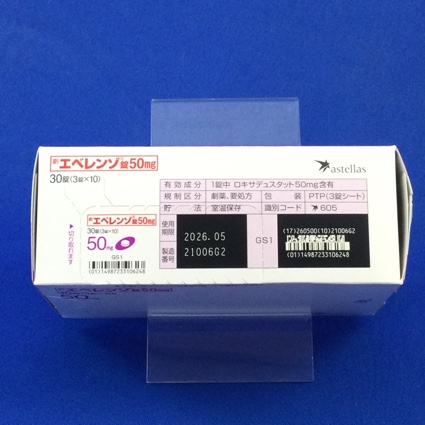 劇 エベレンゾ®錠50mg
30錠(3錠×10)
astellas
有効成分 1錠中 ロキサデュスタット50mg含有
規制区分 劇薬、要処方 包装 PTP(3錠シート)
貯法 室温保存 識別コード 605
切り取ります
劇 エベレンゾ錠50mg
30錠(3錠×10)
50mg
GS1
(01)14987233106248
使用期限 2026.05
製造番号 2100602
GS1
(17)260500(10)2100602
(01)14987233106248